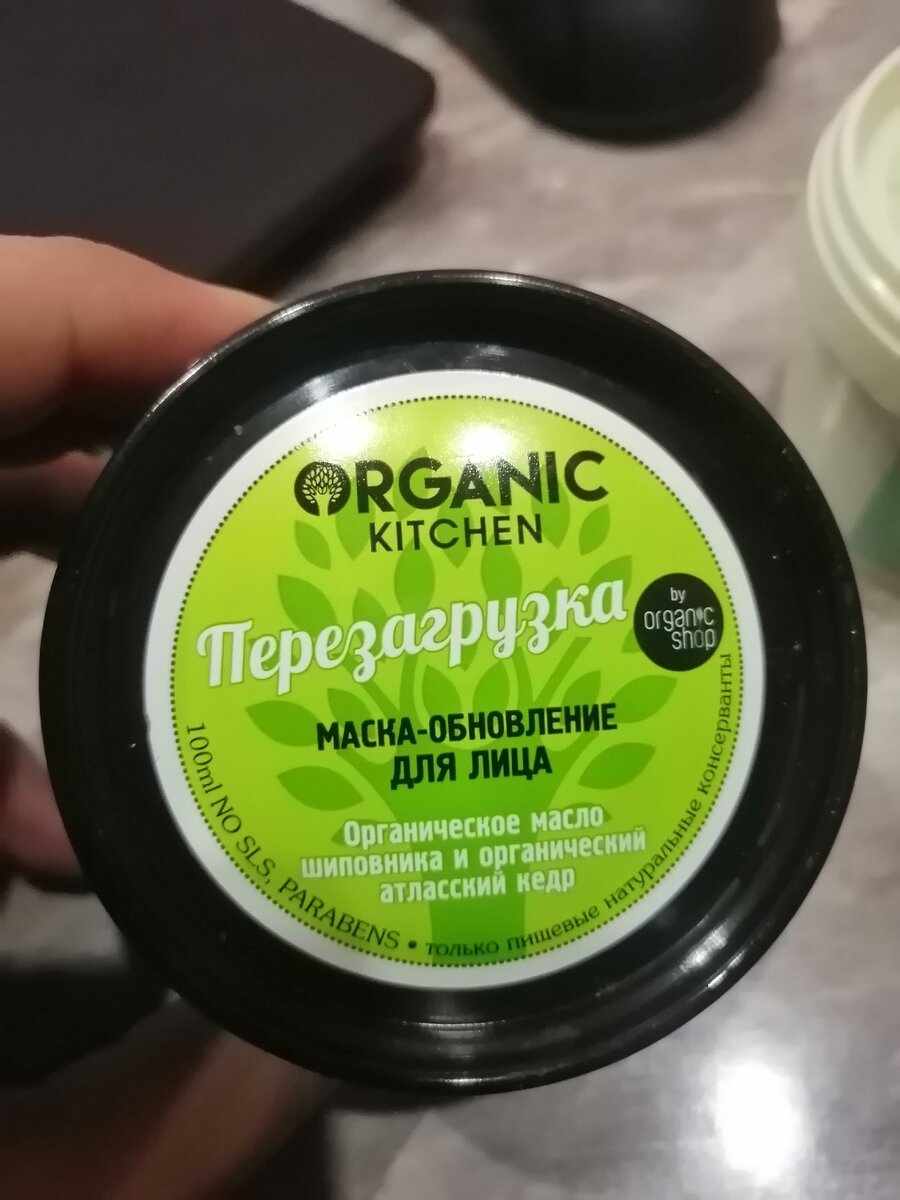 ORGANIC
KITCHEN
Перезагрузка
by
organic
shop
МАСКА-ОБНОВЛЕНИЕ
ДЛЯ ЛИЦА
Органическое масло
шиповника и органический
атласский кедр
100ml NO SLS, PARABENS • только пищевые натуральные консерванты